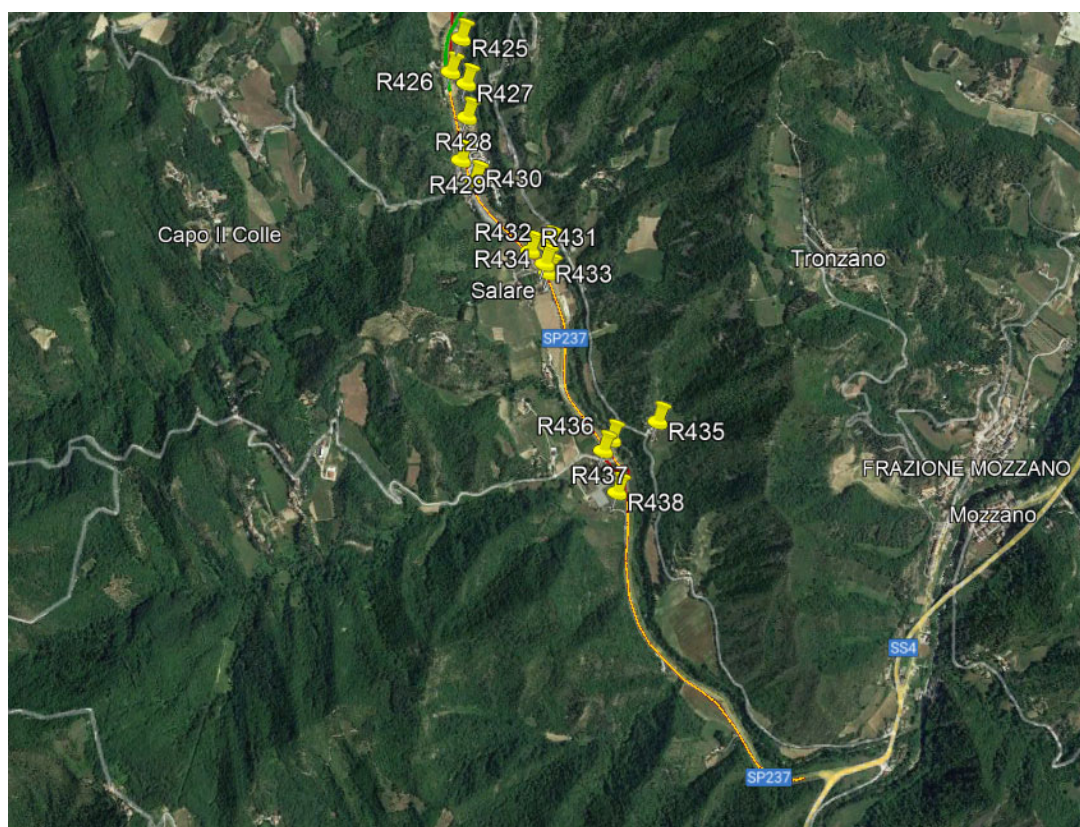 R425
R426
R427
R428
R429
R430
Capo Il Colle
R432
R431
Tronzano
R434
R433
Salare
SP237
R436
R435
FRAZIONE MOZZANO
R437
R438
Mozzano
SS4
SP237